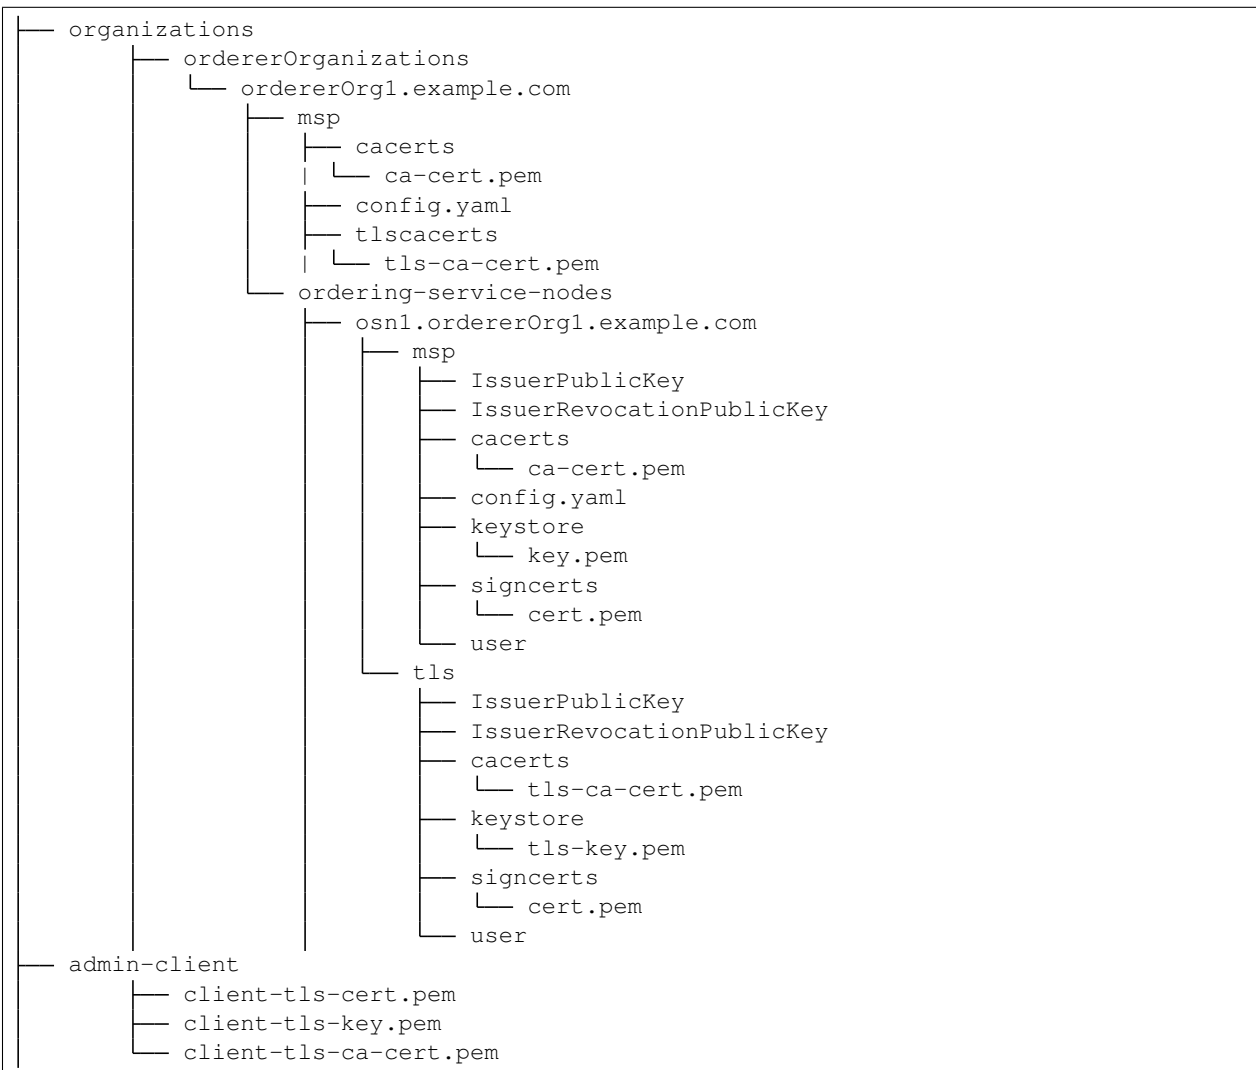 organizations
ordererOrganizations
ordererOrg1.example.com
msp
cacerts
ca-cert.pem
config.yaml
tlscacerts
tls-ca-cert.pem
ordering-service-nodes
osn1.ordererOrg1.example.com
msp
IssuerPublicKey
IssuerRevocationPublicKey
cacerts
ca-cert.pem
config.yaml
keystore
key.pem
signcerts
cert.pem
user
tls
IssuerPublicKey
IssuerRevocationPublicKey
cacerts
tls-ca-cert.pem
keystore
tls-key.pem
signcerts
cert.pem
user
admin-client
client-tls-cert.pem
client-tls-key.pem
client-tls-ca-cert.pem